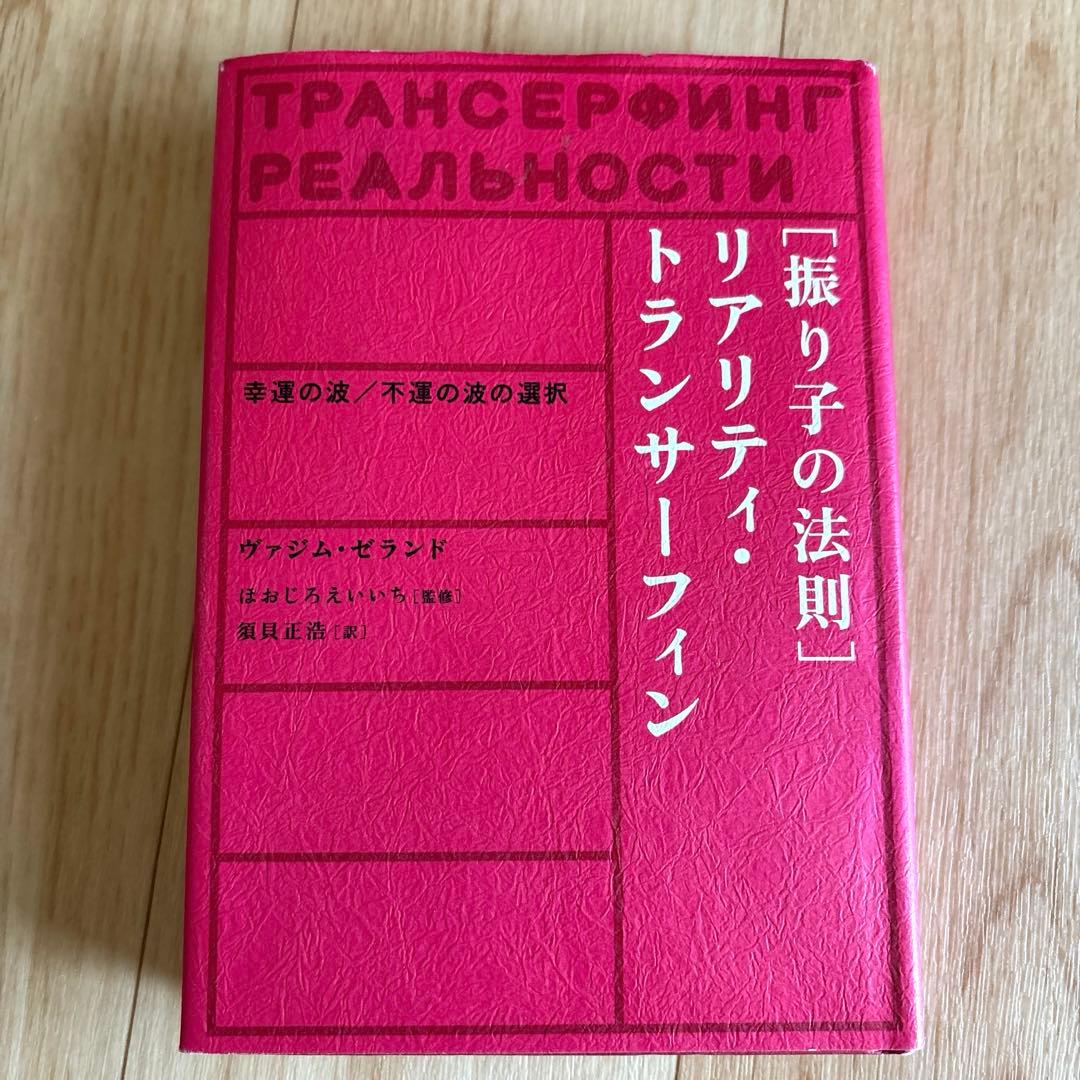 ТРАНСЕРФИНГ
РЕАЛЬНОСТИ
［振り子の法則］
リアリティ・
トランサーフィン
幸運の波／不運の波の選択
ヴァジム・ゼランド
ほおじろえいいち［監修］
須貝正浩［訳］